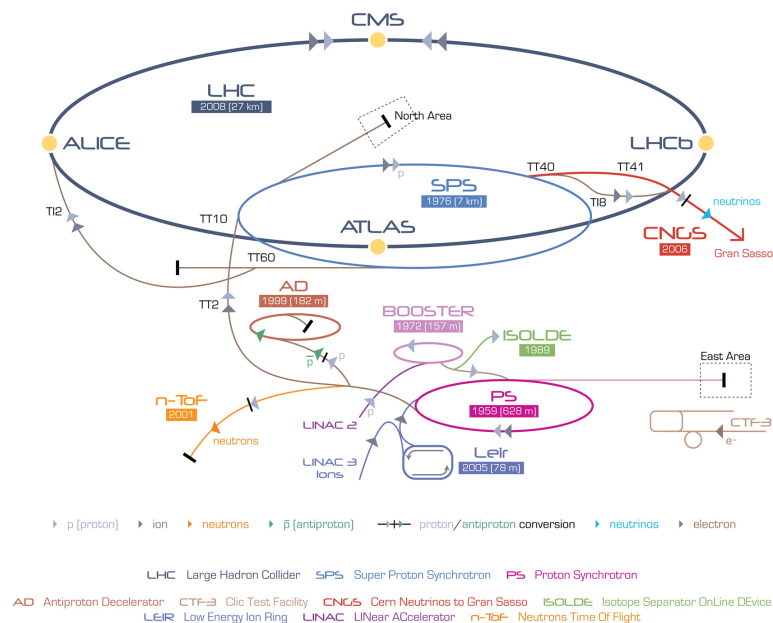 CMS
LHC
2008 (27 km)
North Area
ALICE
LHCb
TT40
TT41
p
SPS
1976 (7 km)
TI8
neutrinos
TI2
TT10
ATLAS
CNGS
2006
Gran Sasso
TT60
AD
1999 (182 m)
TT2
BOOSTER
1972 (157 m)
ISOLDE
1989
p̅
p
East Area
n-ToF
2001
PS
1959 (628 m)
LINAC 2
p
CTF-3
e-
neutrons
LINAC 3
Ions
Leir
2005 (78 m)
p (proton) ion neutrons p̅ (antiproton) proton/antiproton conversion neutrinos electron
LHC Large Hadron Collider SPS Super Proton Synchrotron PS Proton Synchrotron
AD Antiproton Decelerator CTF-3 Clic Test Facility CNGS Cern Neutrinos to Gran Sasso ISOLDE Isotope Separator OnLine DEvice
LEIR Low Energy Ion Ring LINAC LINear ACcelerator n-ToF Neutrons Time Of Flight